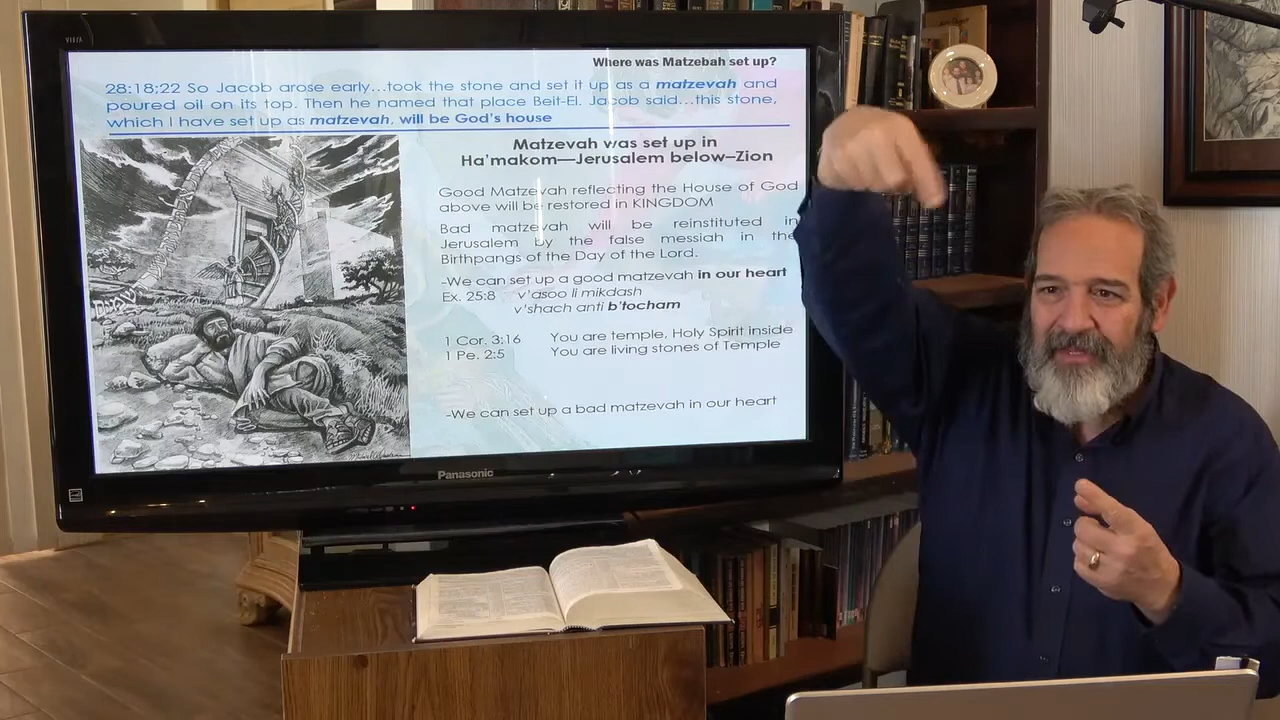 VIERA
Where was Matzebah set up?
28:18;22 So Jacob arose early…took the stone and set it up as a matzevah and
poured oil on its top. Then he named that place Beit-El. Jacob said…this stone,
which I have set up as matzevah, will be God's house
Matzevah was set up in
Ha'makom—Jerusalem below–Zion
Good Matzevah reflecting the House of God
above will be restored in KINGDOM
Bad matzevah will be reinstituted in
Jerusalem by the false messiah in the
Birthpangs of the Day of the Lord.
-We can set up a good matzevah in our heart
Ex. 25:8 v'asoo li mikdash
v'shach anti b'tocham
1 Cor. 3:16 You are temple, Holy Spirit inside
1 Pe. 2:5 You are living stones of Temple
-We can set up a bad matzevah in our heart
Panasonic